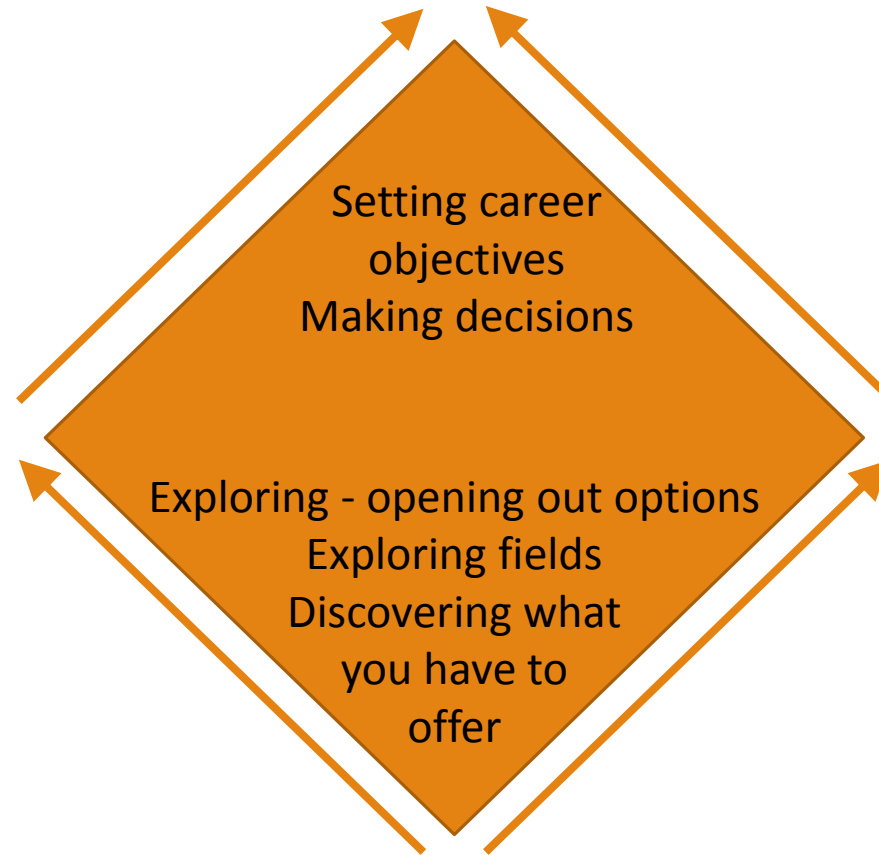 Setting career
objectives
Making decisions
Exploring - opening out options
Exploring fields
Discovering what
you have to
offer